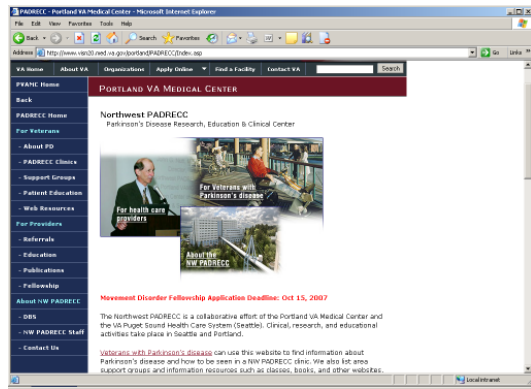 PADRECC - Portland VA Medical Center - Microsoft Internet Explorer
File Edit View Favorites Tools Help
Back Search Favorites
Address http://www.visn20.med.va.gov/portland/PADRECC/Index.asp Go Links
VA Home About VA Organizations Apply Online Find a Facility Contact VA Search
PVAMC Home
Back
PADRECC Home
For Veterans
- About PD
- PADRECC Clinics
- Support Groups
- Patient Education
- Web Resources
For Providers
- Referrals
- Education
- Publications
- Fellowship
About NW PADRECC
- DBS
- NW PADRECC Staff
- Contact Us
PORTLAND VA MEDICAL CENTER
Northwest PADRECC
Parkinson's Disease Research, Education & Clinical Center
For health care
providers
For Veterans with
Parkinson's disease
About the
NW PADRECC
Movement Disorder Fellowship Application Deadline: Oct 15, 2007
The Northwest PADRECC is a collaborative effort of the Portland VA Medical Center and
the VA Puget Sound Health Care System (Seattle). Clinical, research, and educational
activities take place in Seattle and Portland.
Veterans with Parkinson's disease can use this website to find information about
Parkinson's disease and how to be seen in a NW PADRECC clinic. We also list area
support groups and information resources such as classes, books, and other websites.
Local intranet